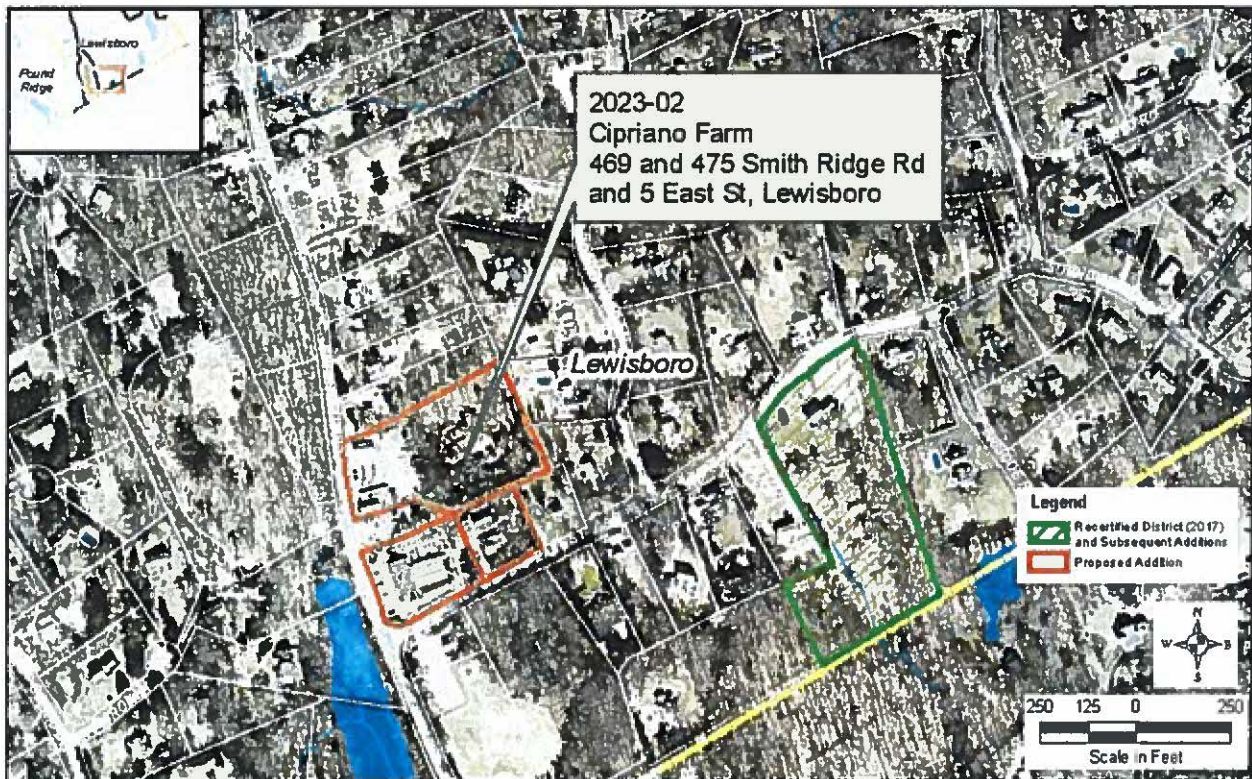 Lewisboro
Pound
Ridge
2023-02
Cipriano Farm
469 and 475 Smith Ridge Rd
and 5 East St, Lewisboro
Lewisboro
Legend
Recertified District (2017)
and Subsequent Additions
Proposed Addition
N
W E
S
250 125 0 250
Scale in Feet